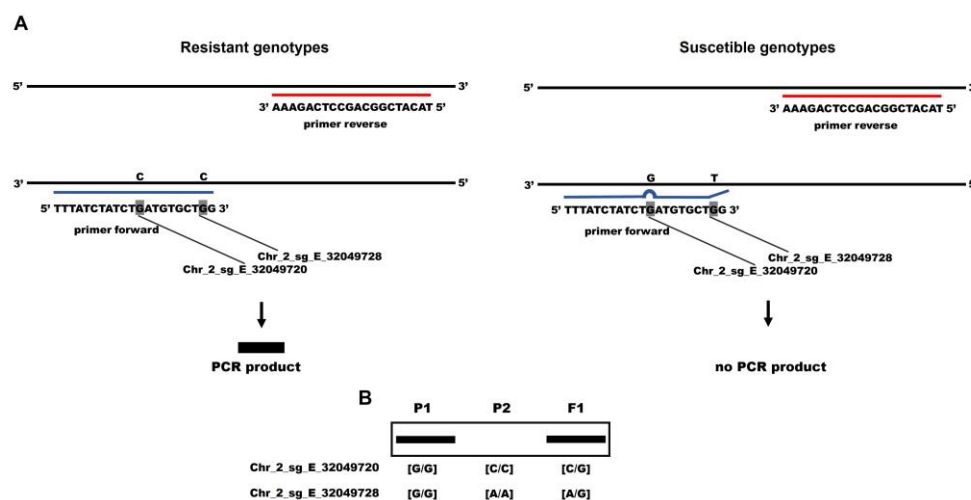 A
Resistant genotypes
Suscetible genotypes
5’ 3’
3’ AAAGACTCCGACGGCTACAT 5’
primer reverse
5’ 3’
3’ AAAGACTCCGACGGCTACAT 5’
primer reverse
C C
3’ 5’
5’ TTTATCTATCTGATGTGCTGG 3’
primer forward
Chr_2_sg_E_32049728
Chr_2_sg_E_32049720
G T
3’ 5’
5’ TTTATCTATCTGATGTGCTGG 3’
primer forward
Chr_2_sg_E_32049728
Chr_2_sg_E_32049720
PCR product
no PCR product
B
P1 P2 F1
Chr_2_sg_E_32049720 [G/G] [C/C] [C/G]
Chr_2_sg_E_32049728 [G/G] [A/A] [A/G]